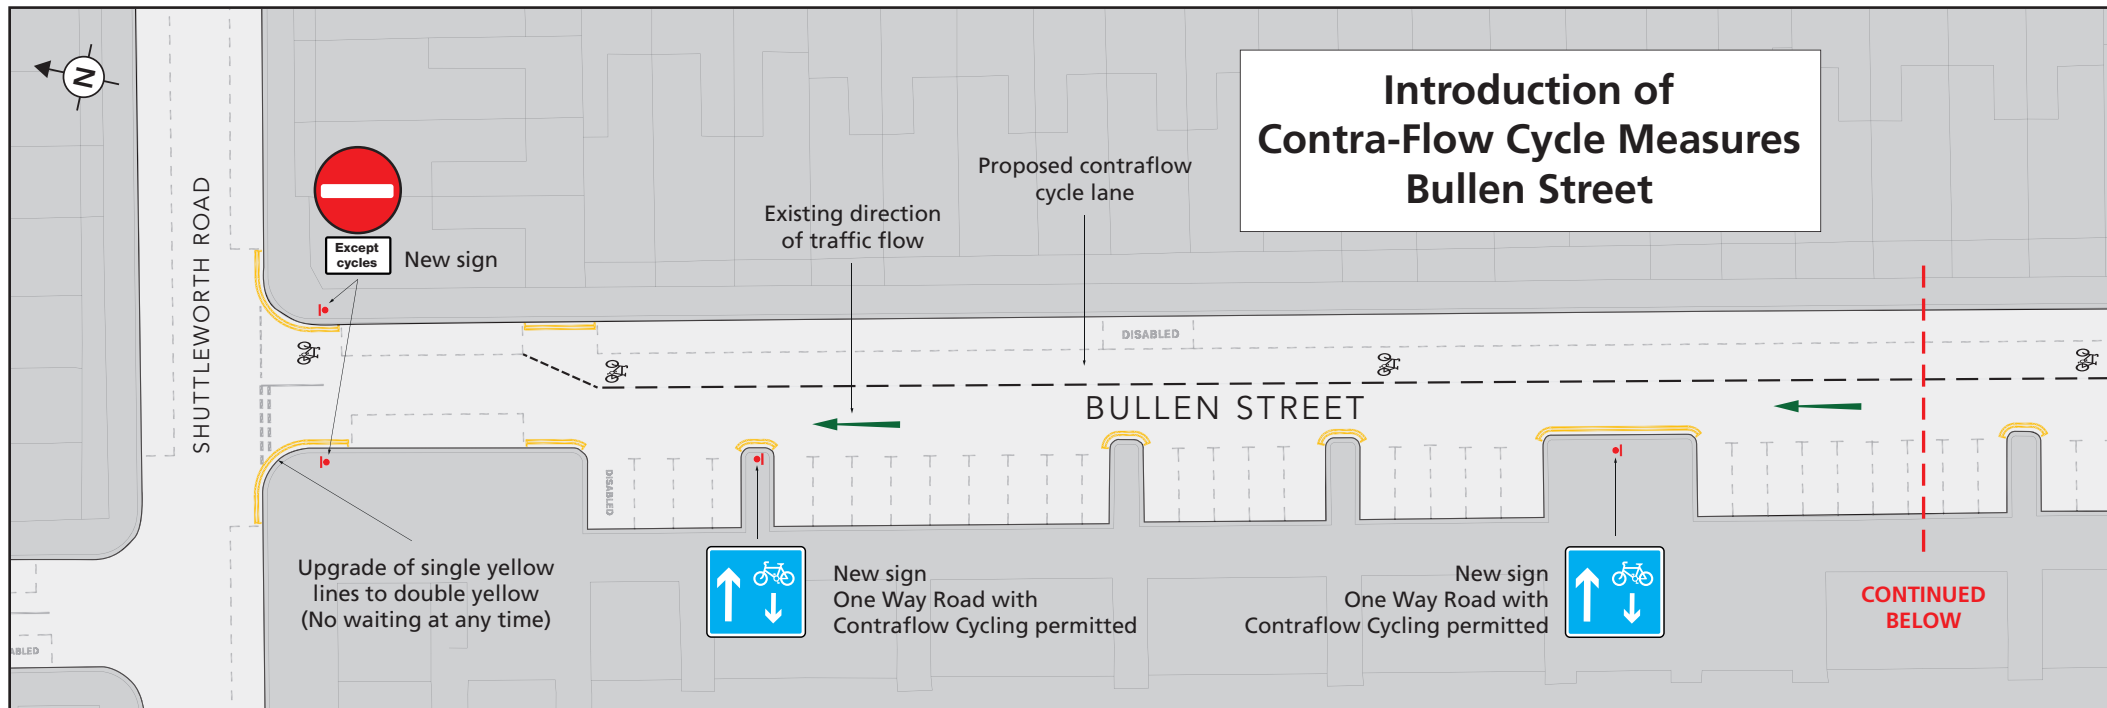 N
Introduction of
Contra-Flow Cycle Measures
Bullen Street
SHUTTLEWORTH ROAD
Except
cycles
New sign
Existing direction
of traffic flow
Proposed contraflow
cycle lane
DISABLED
BULLEN STREET
DISABLED
Upgrade of single yellow
lines to double yellow
(No waiting at any time)
New sign
One Way Road with
Contraflow Cycling permitted
New sign
One Way Road with
Contraflow Cycling permitted
CONTINUED
BELOW
ABLED